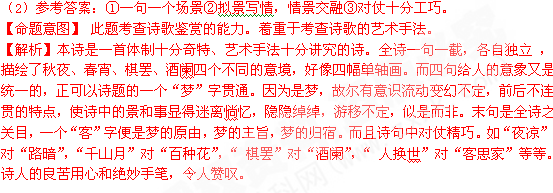 （2）参考答案：①一句一个场景②拟景写情，情景交融③对仗十分工巧。
【命题意图】 此题考查诗歌鉴赏的能力。着重于考查诗歌的艺术手法。
【解析】本诗是一首体制十分奇特、艺术手法十分讲究的诗。全诗一句一截，各自独立 ，
描绘了秋夜、春宵、棋罢、酒阑四个不同的意境，好像四幅单轴画。而四句给人的意象又是
统一的，正可以诗题的一个“梦”字贯通。因为是梦，故尔有意识流动变幻不定，前后不连
贯的特点，使诗中的景和事显得迷离惝忆，隐隐绰绰，游移不定，似是而非。末句是全诗之
关目，一个“客”字便是梦的原由，梦的主旨，梦的归宿。而且诗句中对仗精巧。如“夜凉”
对“路暗”，“千山月”对“百种花”，“ 棋罢”对“酒阑”，“ 人换世”对“客思家”等等。
诗人的良苦用心和绝妙手笔，令人赞叹。